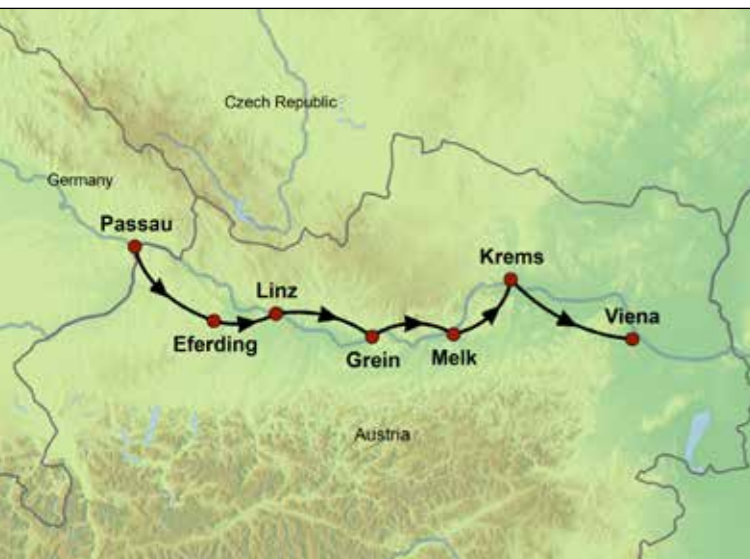 Czech Republic
Germany
Passau
Krems
Linz
Viena
Eferding
Grein
Melk
Austria